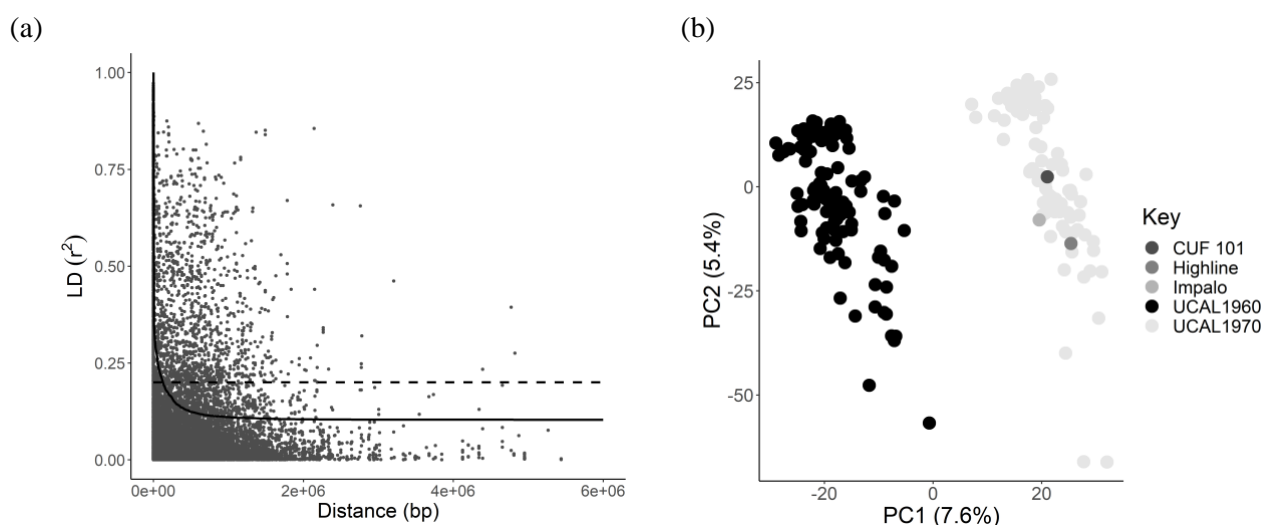 (a)
1.00
0.75
0.50
0.25
0.00
LD (r²)
0e+00
2e+06
4e+06
6e+06
Distance (bp)
(b)
25
0
-25
-50
PC2 (5.4%)
-20
0
20
PC1 (7.6%)
Key
CUF 101
Highline
Impalo
UCAL1960
UCAL1970